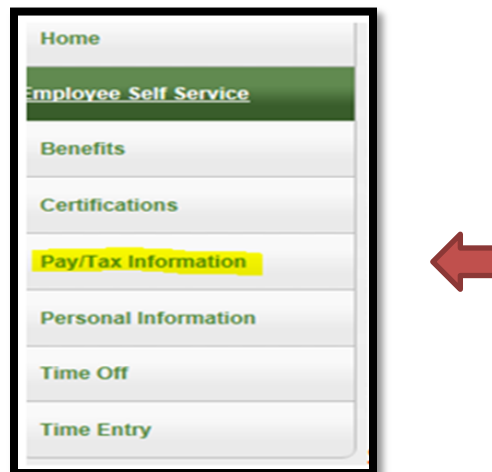 Home
Employee Self Service
Benefits
Certifications
Pay/Tax Information
Personal Information
Time Off
Time Entry